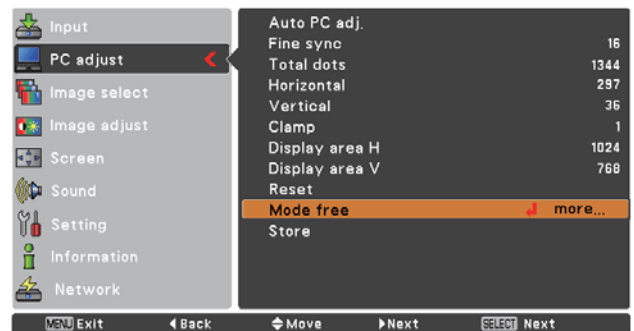 Input
PC adjust
Image select
Image adjust
Screen
Sound
Setting
Information
Network
Auto PC adj.
Fine sync 16
Total dots 1344
Horizontal 297
Vertical 36
Clamp 1
Display area H 1024
Display area V 768
Reset
Mode free more...
Store
MENU Exit Back Move Next SELECT Next